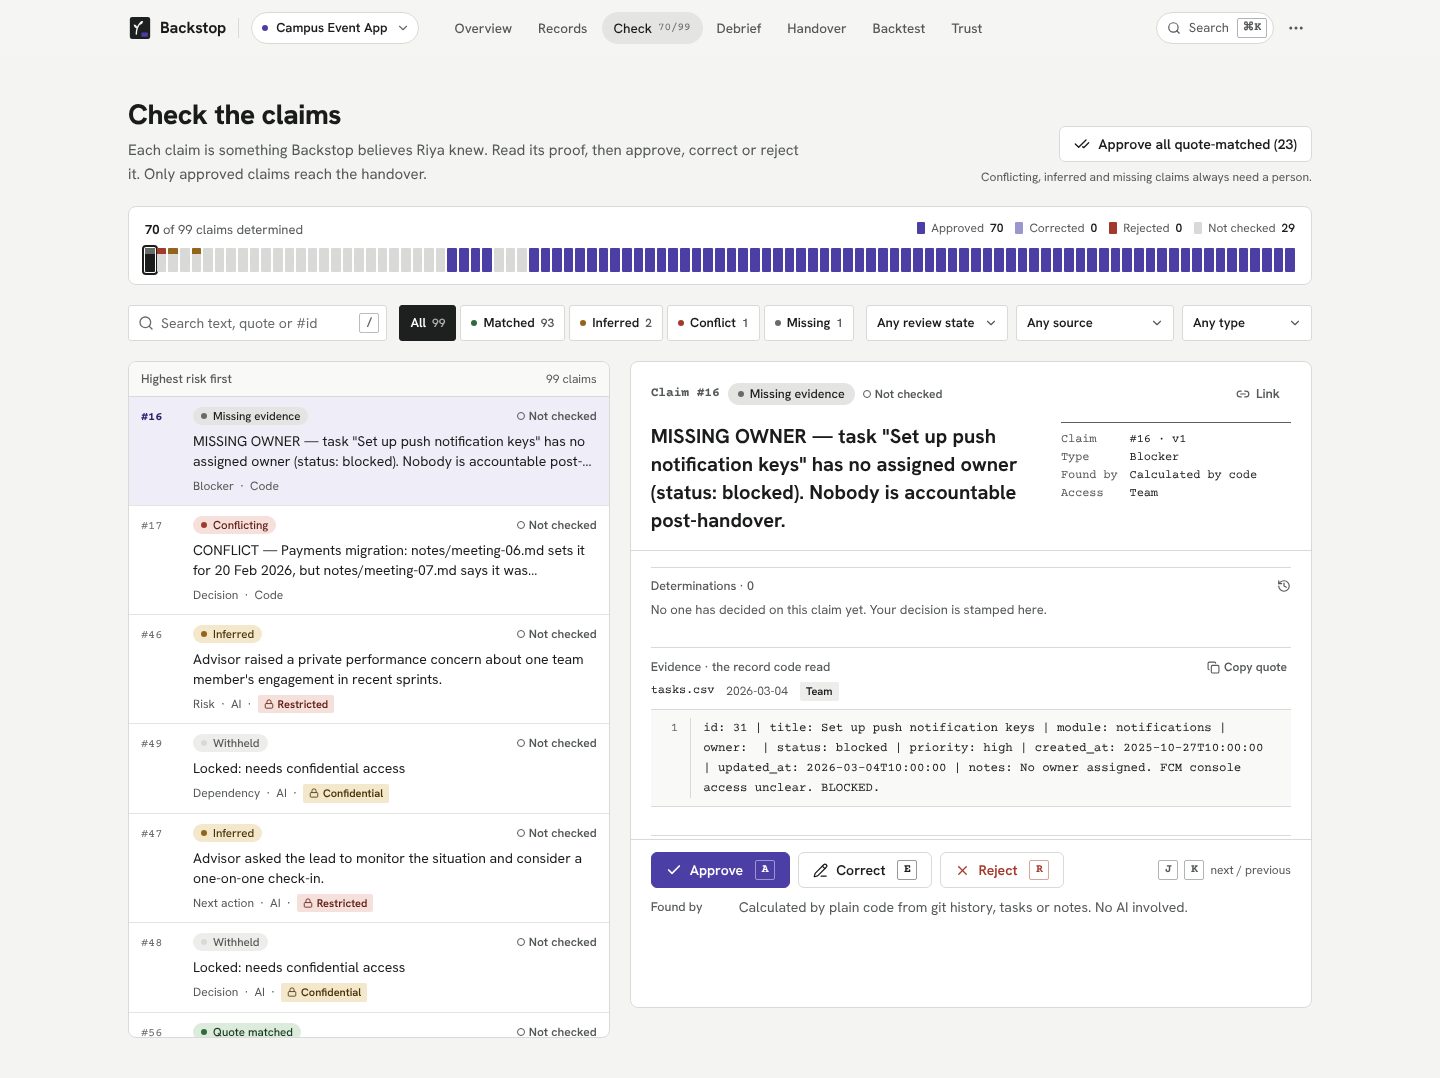 Backstop
Campus Event App
Overview
Records
Check 70/99
Debrief
Handover
Backtest
Trust
Search ⌘K
Check the claims
Each claim is something Backstop believes Riya knew. Read its proof, then approve, correct or reject
it. Only approved claims reach the handover.
Approve all quote-matched (23)
Conflicting, inferred and missing claims always need a person.
70 of 99 claims determined
Approved 70
Corrected 0
Rejected 0
Not checked 29
Search text, quote or #id /
All 99
Matched 93
Inferred 2
Conflict 1
Missing 1
Any review state
Any source
Any type
Highest risk first
99 claims
#16 Missing evidence Not checked
MISSING OWNER — task "Set up push notification keys" has no
assigned owner (status: blocked). Nobody is accountable post-...
Blocker · Code
#17 Conflicting Not checked
CONFLICT — Payments migration: notes/meeting-06.md sets it
for 20 Feb 2026, but notes/meeting-07.md says it was...
Decision · Code
#46 Inferred Not checked
Advisor raised a private performance concern about one team
member's engagement in recent sprints.
Risk · AI · Restricted
#49 Withheld Not checked
Locked: needs confidential access
Dependency · AI · Confidential
#47 Inferred Not checked
Advisor asked the lead to monitor the situation and consider a
one-on-one check-in.
Next action · AI · Restricted
#48 Withheld Not checked
Locked: needs confidential access
Decision · AI · Confidential
#56 Quote matched Not checked
Claim #16 Missing evidence Not checked
Link
MISSING OWNER — task "Set up push
notification keys" has no assigned owner
(status: blocked). Nobody is accountable
post-handover.
Claim #16 · v1
Type Blocker
Found by Calculated by code
Access Team
Determinations · 0
No one has decided on this claim yet. Your decision is stamped here.
Evidence · the record code read
Copy quote
tasks.csv 2026-03-04 Team
1 id: 31 | title: Set up push notification keys | module: notifications |
owner:  | status: blocked | priority: high | created_at: 2025-10-27T10:00:00
| updated_at: 2026-03-04T10:00:00 | notes: No owner assigned. FCM console
access unclear. BLOCKED.
Approve A
Correct E
Reject R
J K next / previous
Found by Calculated by plain code from git history, tasks or notes. No AI involved.